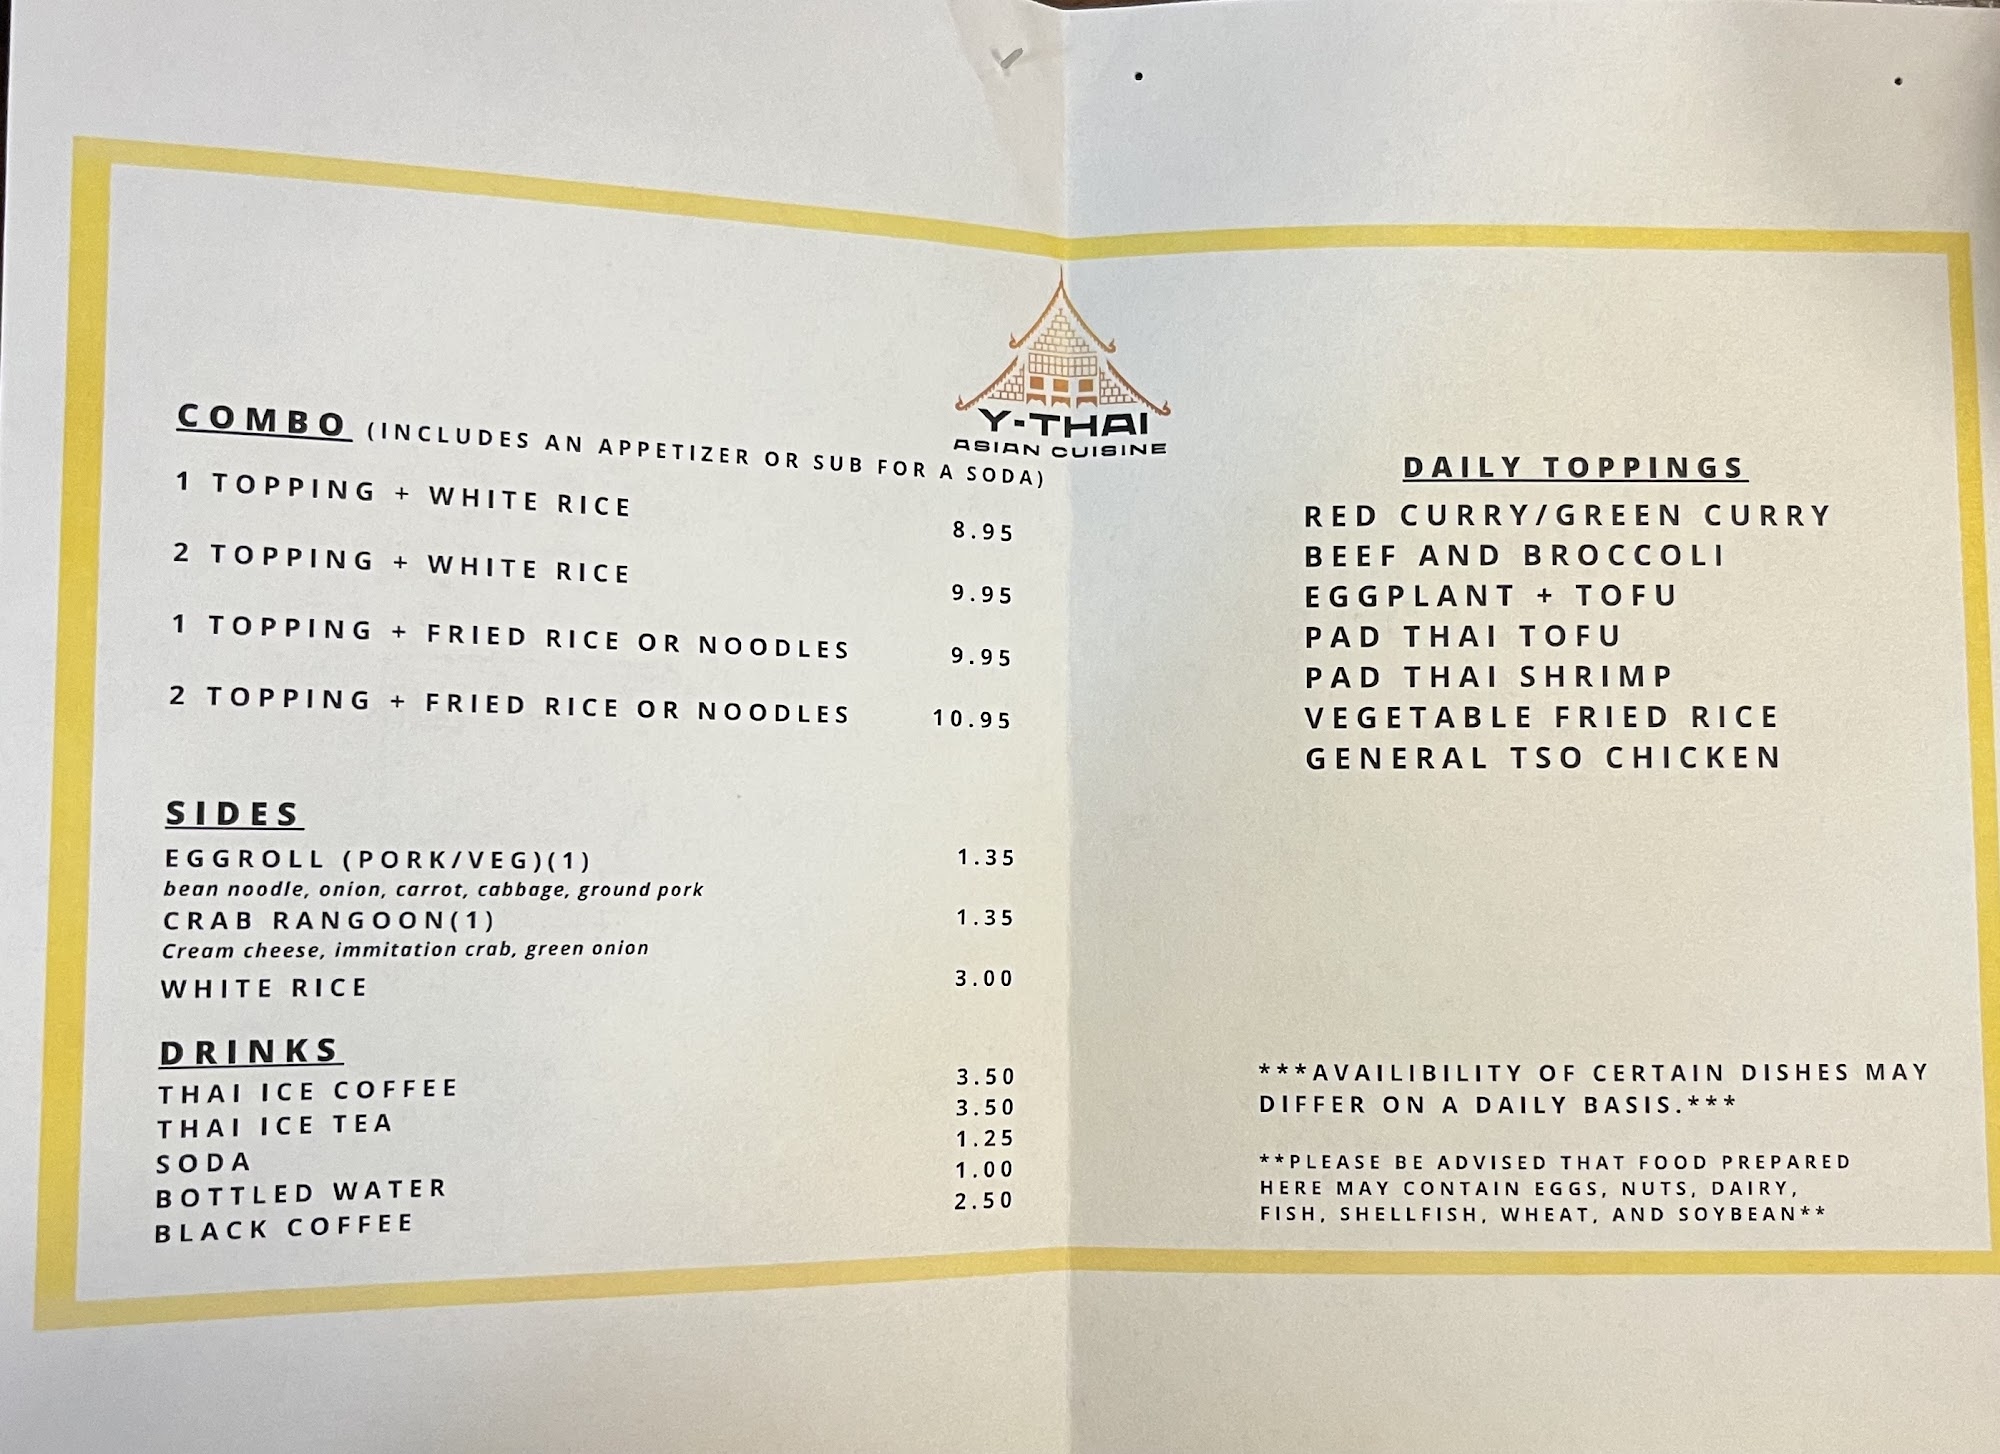 Y-THAI
ASIAN CUISINE
COMBO (INCLUDES AN APPETIZER OR SUB FOR A SODA)
1 TOPPING + WHITE RICE 8.95
2 TOPPING + WHITE RICE 9.95
1 TOPPING + FRIED RICE OR NOODLES 9.95
2 TOPPING + FRIED RICE OR NOODLES 10.95
SIDES
EGGROLL (PORK/VEG)(1) 1.35
bean noodle, onion, carrot, cabbage, ground pork
CRAB RANGOON(1) 1.35
Cream cheese, immitation crab, green onion
WHITE RICE 3.00
DRINKS
THAI ICE COFFEE 3.50
THAI ICE TEA 3.50
SODA 1.25
BOTTLED WATER 1.00
BLACK COFFEE 2.50
DAILY TOPPINGS
RED CURRY/GREEN CURRY
BEEF AND BROCCOLI
EGGPLANT + TOFU
PAD THAI TOFU
PAD THAI SHRIMP
VEGETABLE FRIED RICE
GENERAL TSO CHICKEN
***AVAILIBILITY OF CERTAIN DISHES MAY
DIFFER ON A DAILY BASIS.***
**PLEASE BE ADVISED THAT FOOD PREPARED
HERE MAY CONTAIN EGGS, NUTS, DAIRY,
FISH, SHELLFISH, WHEAT, AND SOYBEAN**